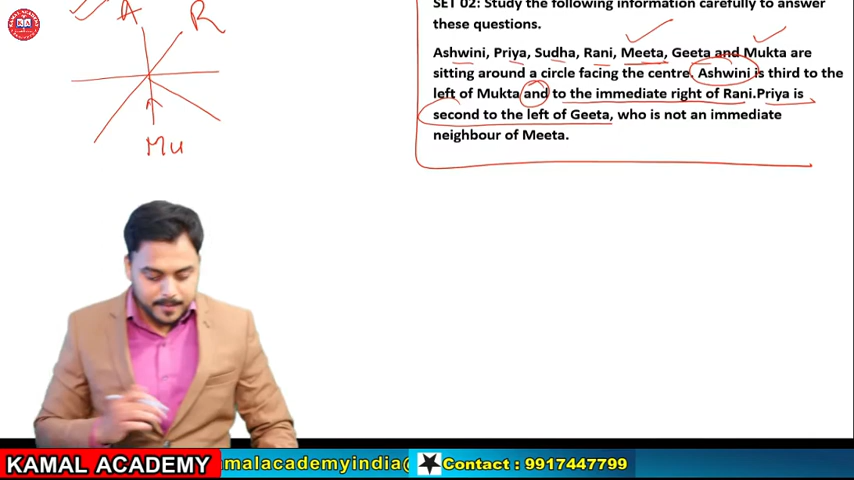 KAMAL ACADEMY
A R
Mu
SET 02: Study the following information carefully to answer
these questions.
Ashwini, Priya, Sudha, Rani, Meeta, Geeta and Mukta are
sitting around a circle facing the centre. Ashwini is third to the
left of Mukta and to the immediate right of Rani.Priya is
second to the left of Geeta, who is not an immediate
neighbour of Meeta.
KAMAL ACADEMY
amalacademyindia@
Contact : 9917447799